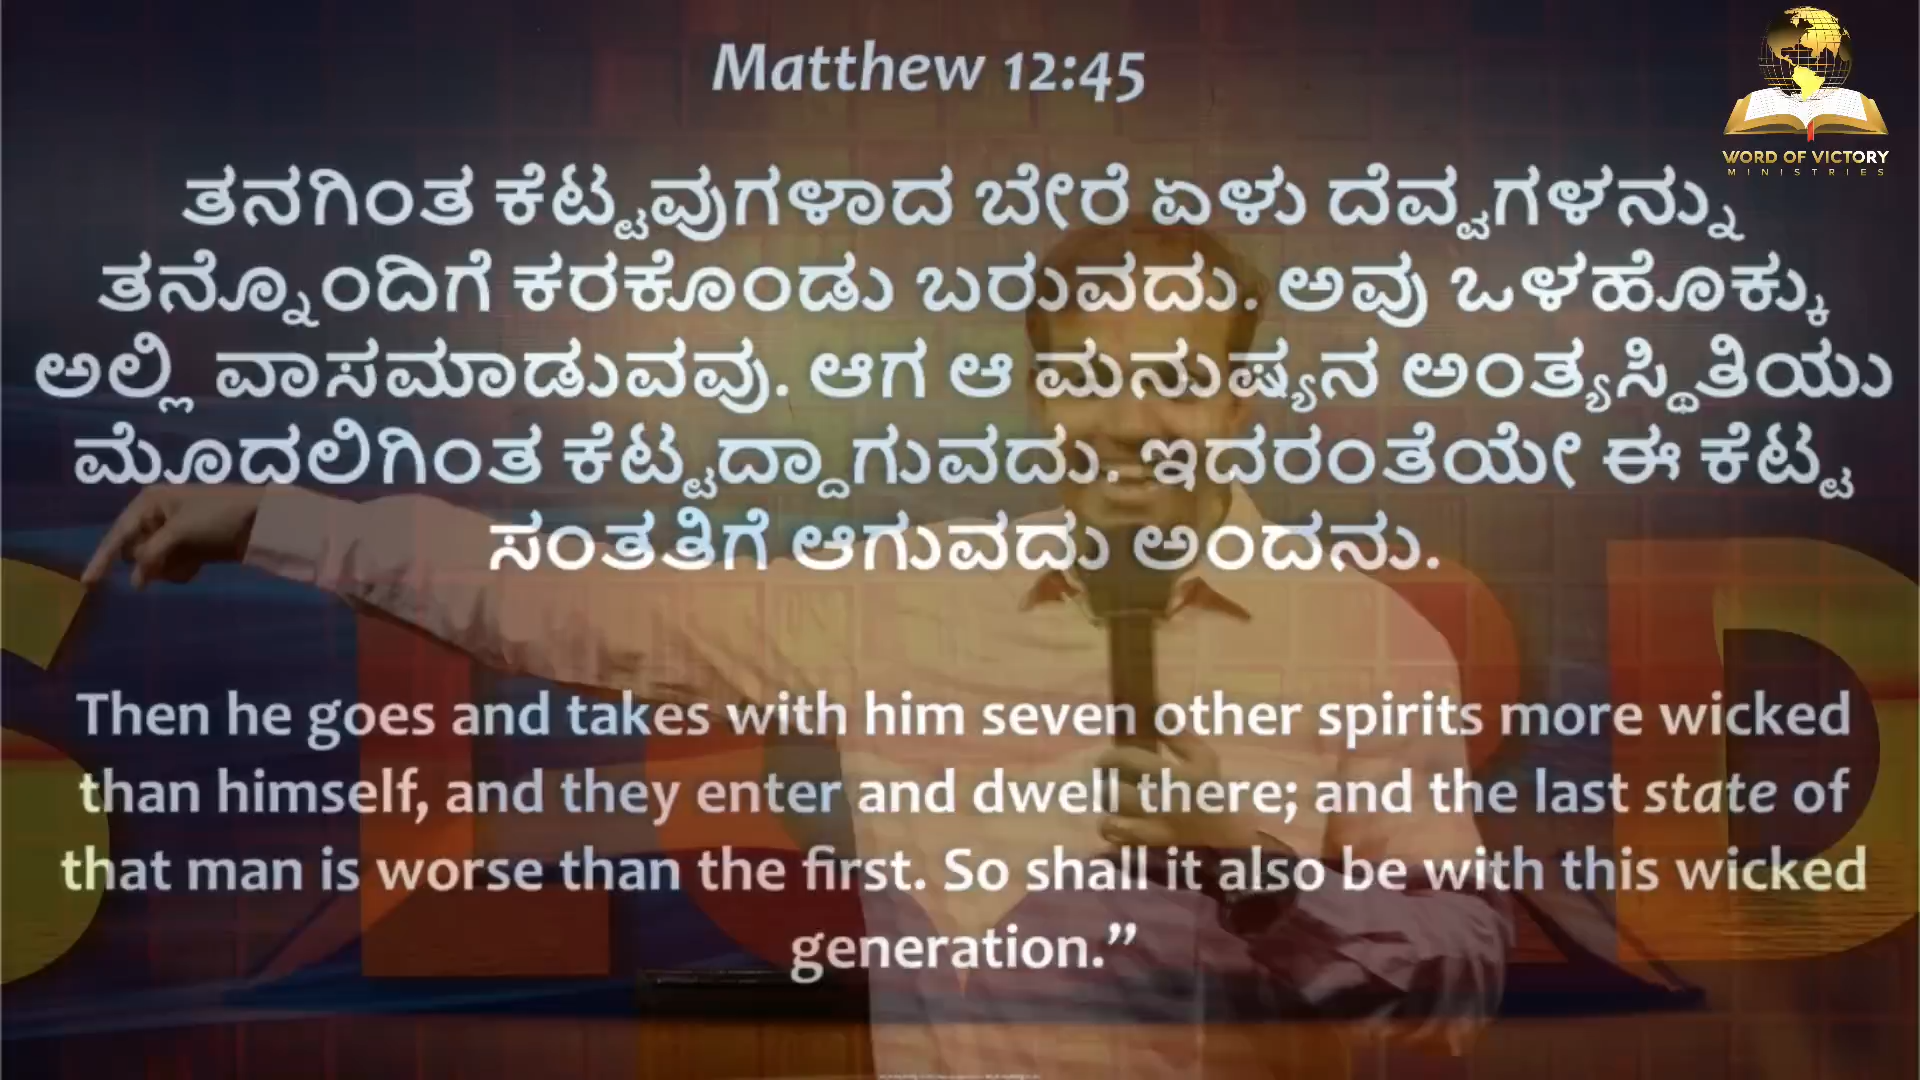 Matthew 12:45
WORD OF VICTORY
MINISTRIES
ತನಗಿಂತ ಕೆಟ್ಟವುಗಳಾದ ಬೇರೆ ಏಳು ದೆವ್ವಗಳನ್ನು
ತನ್ನೊಂದಿಗೆ ಕರಕೊಂಡು ಬರುವದು. ಅವು ಒಳಹೊಕ್ಕು
ಅಲ್ಲಿ ವಾಸಮಾಡುವವು. ಆಗ ಆ ಮನುಷ್ಯನ ಅಂತ್ಯಸ್ಥಿತಿಯು
ಮೊದಲಿಗಿಂತ ಕೆಟ್ಟದ್ದಾಗುವದು. ಇದರಂತೆಯೇ ಈ ಕೆಟ್ಟ
ಸಂತತಿಗೆ ಆಗುವದು ಅಂದನು.
Then he goes and takes with him seven other spirits more wicked
than himself, and they enter and dwell there; and the last state of
that man is worse than the first. So shall it also be with this wicked
generation.”